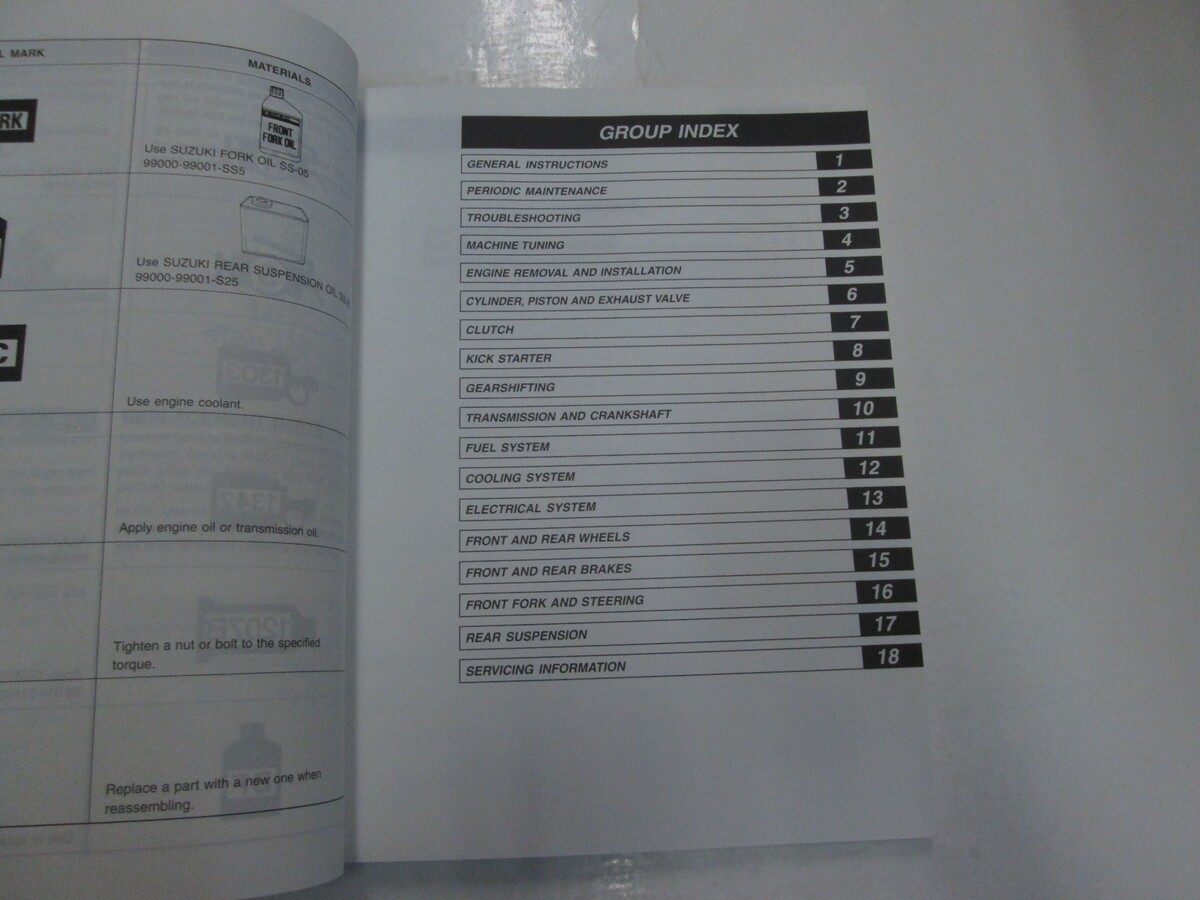 L MARK
MATERIALS
RK
FRONT
FORK OIL
Use SUZUKI FORK OIL SS-05
99000-99001-SS5
Use SUZUKI REAR SUSPENSION OIL
99000-99001-S25
C
Use engine coolant.
Apply engine oil or transmission oil.
Tighten a nut or bolt to the specified
torque.
Replace a part with a new one when
reassembling.
GROUP INDEX
GENERAL INSTRUCTIONS 1
PERIODIC MAINTENANCE 2
TROUBLESHOOTING 3
MACHINE TUNING 4
ENGINE REMOVAL AND INSTALLATION 5
CYLINDER, PISTON AND EXHAUST VALVE 6
CLUTCH 7
KICK STARTER 8
GEARSHIFTING 9
TRANSMISSION AND CRANKSHAFT 10
FUEL SYSTEM 11
COOLING SYSTEM 12
ELECTRICAL SYSTEM 13
FRONT AND REAR WHEELS 14
FRONT AND REAR BRAKES 15
FRONT FORK AND STEERING 16
REAR SUSPENSION 17
SERVICING INFORMATION 18